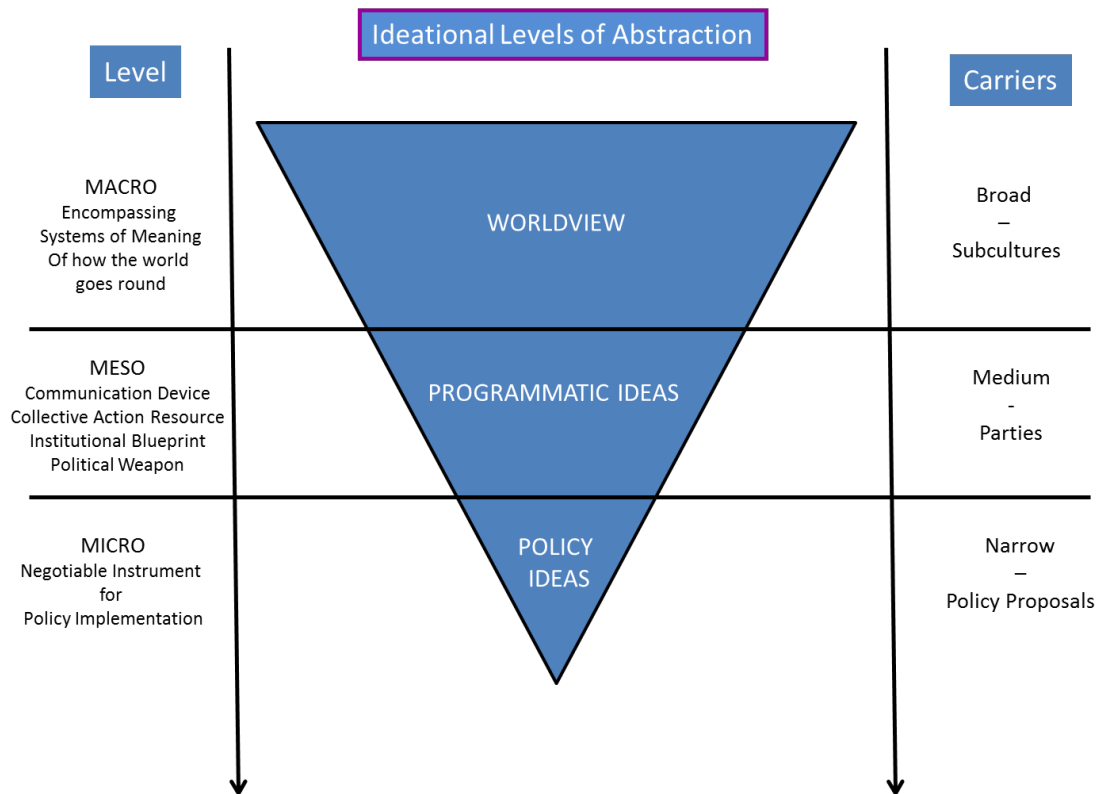 Ideational Levels of Abstraction
Level
Carriers
MACRO
Encompassing
Systems of Meaning
Of how the world
goes round
WORLDVIEW
Broad
–
Subcultures
MESO
Communication Device
Collective Action Resource
Institutional Blueprint
Political Weapon
PROGRAMMATIC IDEAS
Medium
-
Parties
MICRO
Negotiable Instrument
for
Policy Implementation
POLICY
IDEAS
Narrow
–
Policy Proposals